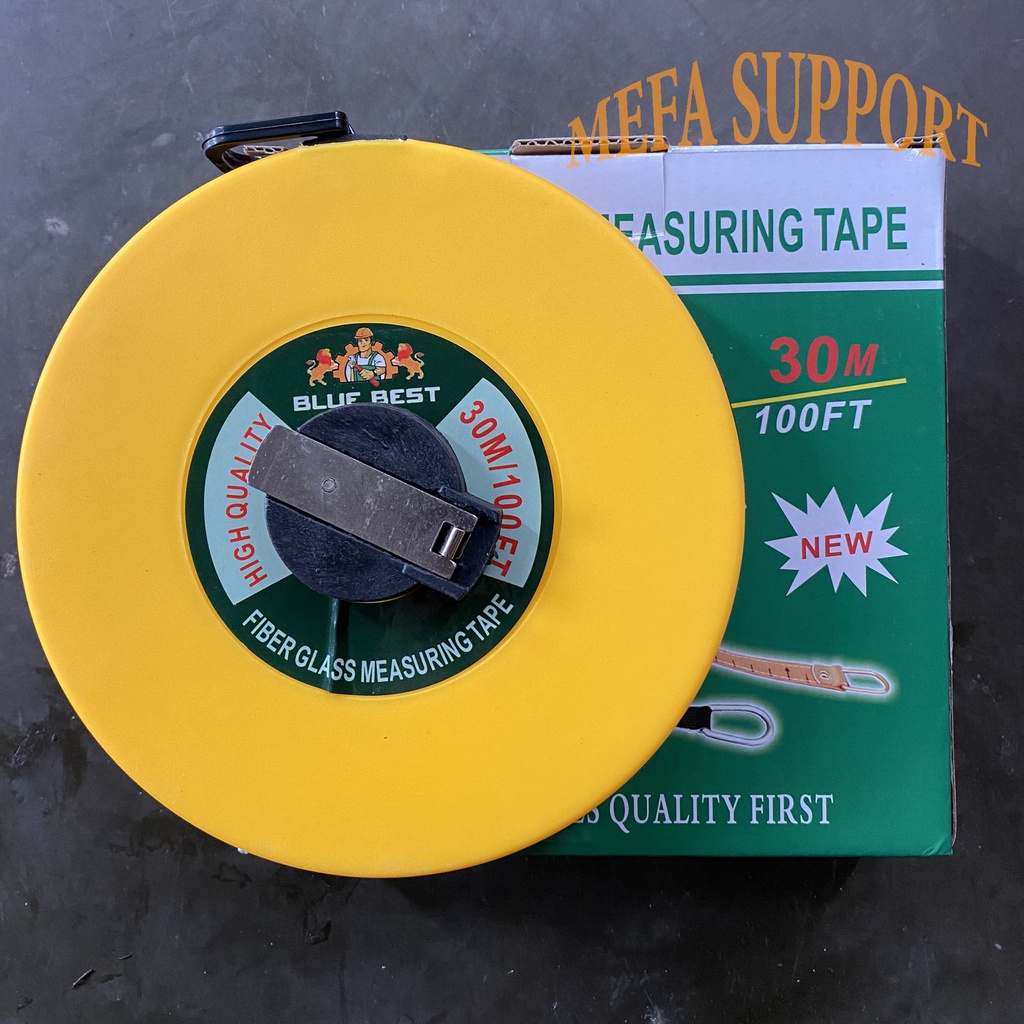 MEFA SUPPORT
MEASURING TAPE
30M
100FT
NEW
QUALITY FIRST
BLUE BEST
HIGH QUALITY
30M/100FT
FIBER GLASS MEASURING TAPE